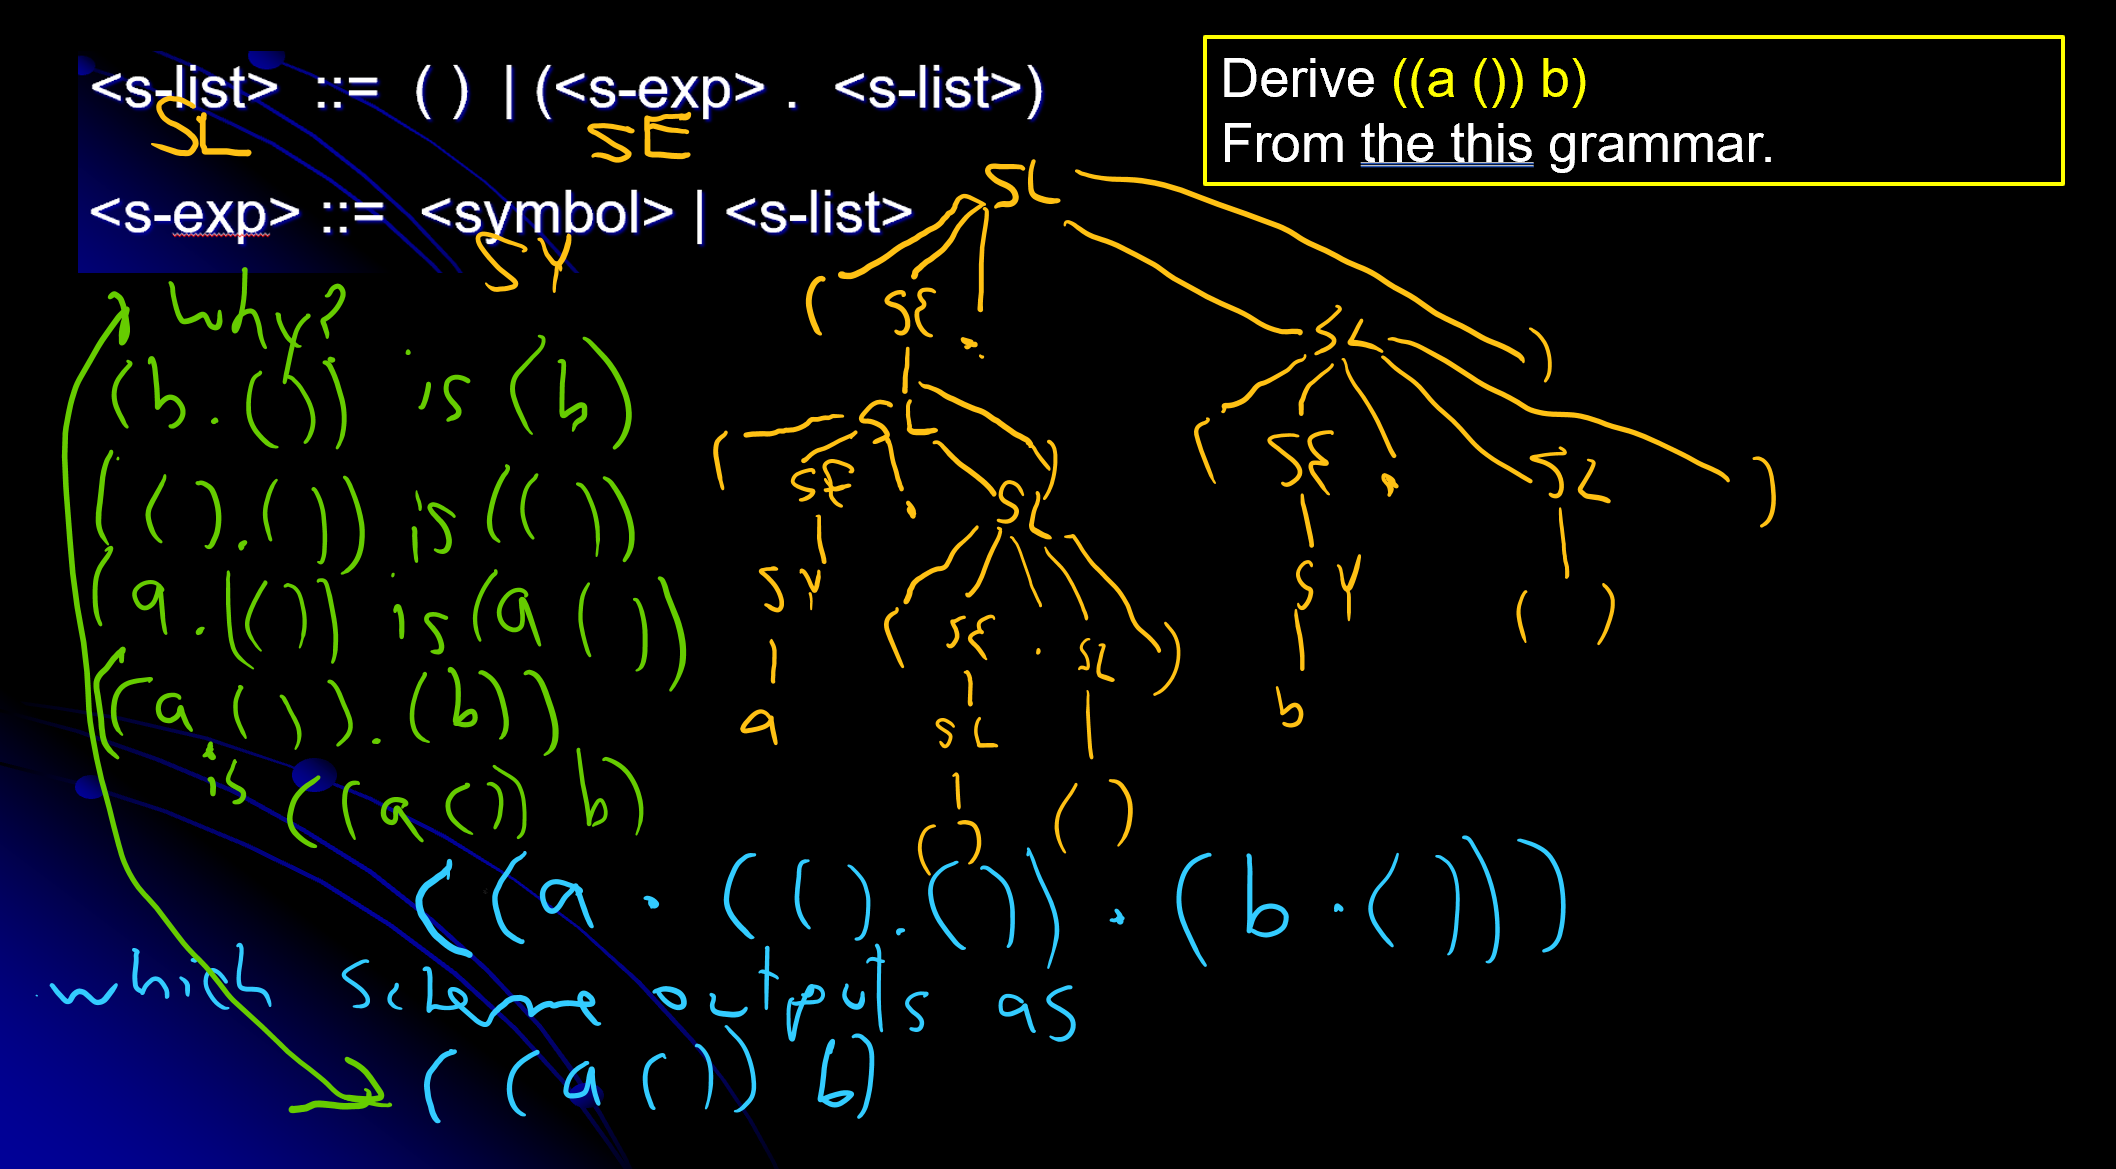 <s-list> ::= ( ) | (<s-exp> . <s-list>)
SL SE
<s-exp> ::= <symbol> | <s-list>
SY
Derive ((a ()) b)
From the this grammar.
why?
(b.()) is (b)
(().()) is (())
(a.(()) is (a ())
((a ()).(b))
is ((a ()) b)
SL
( SE . SL )
SL ( SE . SL )
( SE . SL )
SY SY ( )
( SE . SL )
a SL b
( ) ( )
((a . (().()) . (b . ()))
which scheme outputs as
((a ()) b)